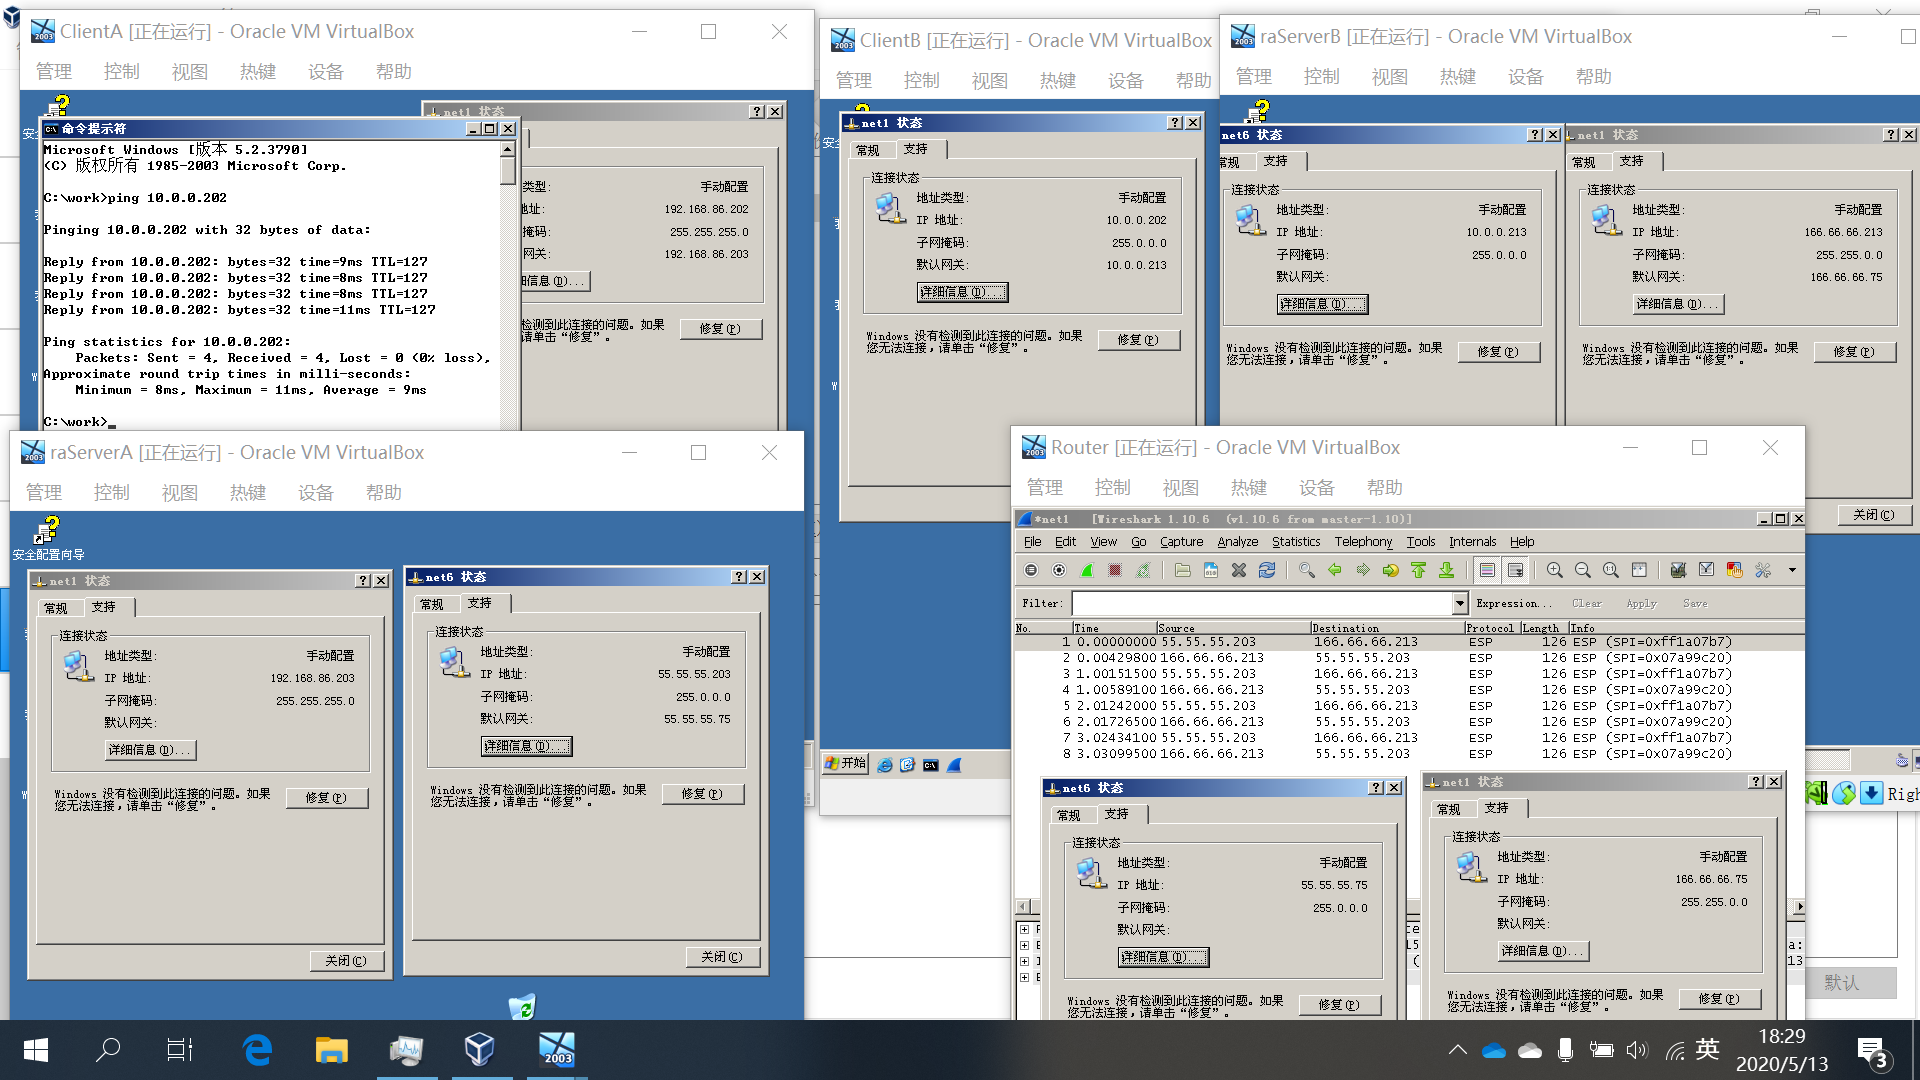 ClientA [正在运行] - Oracle VM VirtualBox
管理 控制 视图 热键 设备 帮助
net1 状态
命令提示符
Microsoft Windows [版本 5.2.3790]
(C) 版权所有 1985-2003 Microsoft Corp.
C:\work>ping 10.0.0.202
Pinging 10.0.0.202 with 32 bytes of data:
Reply from 10.0.0.202: bytes=32 time=9ms TTL=127
Reply from 10.0.0.202: bytes=32 time=8ms TTL=127
Reply from 10.0.0.202: bytes=32 time=8ms TTL=127
Reply from 10.0.0.202: bytes=32 time=11ms TTL=127
Ping statistics for 10.0.0.202:
Packets: Sent = 4, Received = 4, Lost = 0 (0% loss),
Approximate round trip times in milli-seconds:
Minimum = 8ms, Maximum = 11ms, Average = 9ms
C:\work>
类型: 手动配置
地址: 192.168.86.202
掩码: 255.255.255.0
网关: 192.168.86.203
细信息(D)...
检测到此连接的问题。如果
请单击“修复”。
修复(P)
ClientB [正在运行] - Oracle VM VirtualBox
管理 控制 视图 热键 设备 帮助
net1 状态
常规 支持
连接状态
地址类型: 手动配置
IP 地址: 10.0.0.202
子网掩码: 255.0.0.0
默认网关: 10.0.0.213
详细信息(D)...
Windows 没有检测到此连接的问题。如果
您无法连接，请单击“修复”。
修复(P)
开始
raServerB [正在运行] - Oracle VM VirtualBox
管理 控制 视图 热键 设备 帮助
net6 状态
常规 支持
连接状态
地址类型: 手动配置
IP 地址: 10.0.0.213
子网掩码: 255.0.0.0
默认网关:
详细信息(D)...
Windows 没有检测到此连接的问题。如果
您无法连接，请单击“修复”。
修复(P)
net1 状态
常规 支持
连接状态
地址类型: 手动配置
IP 地址: 166.66.66.213
子网掩码: 255.255.0.0
默认网关: 166.66.66.75
详细信息(D)...
Windows 没有检测到此连接的问题。如果
您无法连接，请单击“修复”。
修复(P)
关闭(C)
raServerA [正在运行] - Oracle VM VirtualBox
管理 控制 视图 热键 设备 帮助
安全配置向导
net1 状态
常规 支持
连接状态
地址类型: 手动配置
IP 地址: 192.168.86.203
子网掩码: 255.255.255.0
默认网关:
详细信息(D)...
Windows 没有检测到此连接的问题。如果
您无法连接，请单击“修复”。
修复(P)
关闭(C)
net6 状态
常规 支持
连接状态
地址类型: 手动配置
IP 地址: 55.55.55.203
子网掩码: 255.0.0.0
默认网关: 55.55.55.75
详细信息(D)...
Windows 没有检测到此连接的问题。如果
您无法连接，请单击“修复”。
修复(P)
关闭(C)
Router [正在运行] - Oracle VM VirtualBox
管理 控制 视图 热键 设备 帮助
*net1 [Wireshark 1.10.6 (v1.10.6 from master-1.10)]
File Edit View Go Capture Analyze Statistics Telephony Tools Internals Help
Filter: Expression... Clear Apply Save
No. Time Source Destination Protocol Length Info
1 0.00000000 55.55.55.203 166.66.66.213 ESP 126 ESP (SPI=0xff1a07b7)
2 0.00429800 166.66.66.213 55.55.55.203 ESP 126 ESP (SPI=0x07a99c20)
3 1.00151500 55.55.55.203 166.66.66.213 ESP 126 ESP (SPI=0xff1a07b7)
4 1.00589100 166.66.66.213 55.55.55.203 ESP 126 ESP (SPI=0x07a99c20)
5 2.01242000 55.55.55.203 166.66.66.213 ESP 126 ESP (SPI=0xff1a07b7)
6 2.01726500 166.66.66.213 55.55.55.203 ESP 126 ESP (SPI=0x07a99c20)
7 3.02434100 55.55.55.203 166.66.66.213 ESP 126 ESP (SPI=0xff1a07b7)
8 3.03099500 166.66.66.213 55.55.55.203 ESP 126 ESP (SPI=0x07a99c20)
net6 状态
常规 支持
连接状态
地址类型: 手动配置
IP 地址: 55.55.55.75
子网掩码: 255.0.0.0
默认网关:
详细信息(D)...
Windows 没有检测到此连接的问题。如果
您无法连接，请单击“修复”。
修复(P)
net1 状态
常规 支持
连接状态
地址类型: 手动配置
IP 地址: 166.66.66.75
子网掩码: 255.255.0.0
默认网关:
详细信息(D)...
Windows 没有检测到此连接的问题。如果
您无法连接，请单击“修复”。
修复(P)
Righ
默认
2003
英
18:29
2020/5/13
3